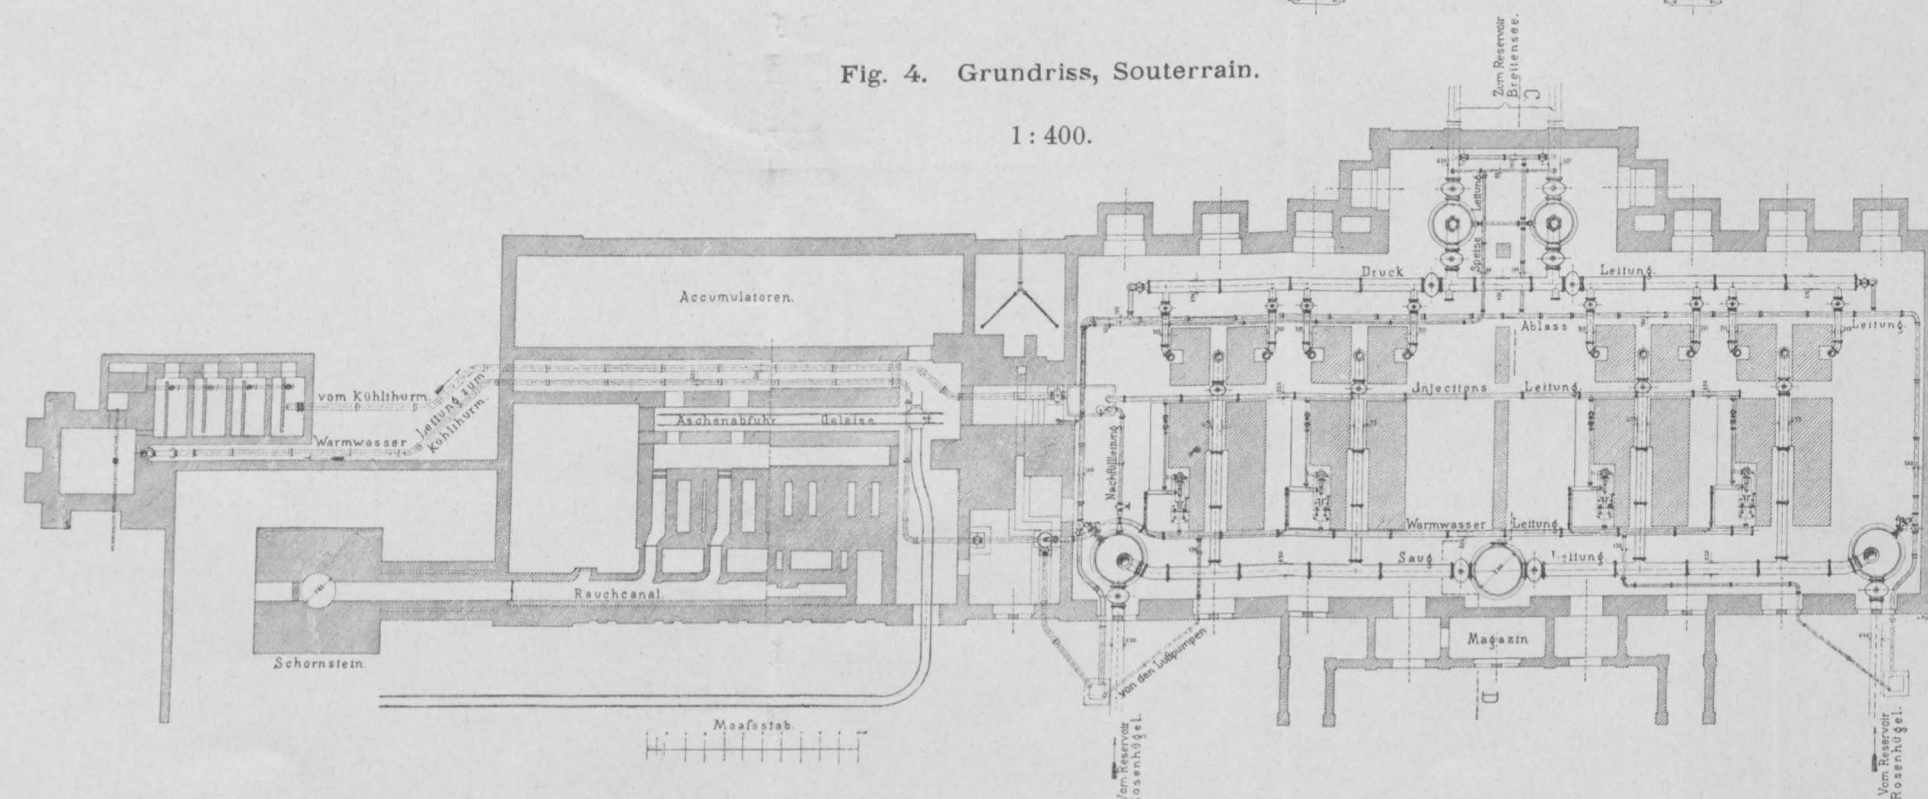 Fig. 4. Grundriss, Souterrain.
1 : 400.
Zum Reservoir
Breitensee.
C
Speise Leitung
Druck Leitung.
Ablass Leitung.
Accumulatoren.
vom Kühlthurm.
Leitung zum
Kühlthurm.
Warmwasser
Aschenabfuhr Geleise
Injections Leitung.
Nachfülleitung
Warmwasser Leitung
Saug Leitung
Rauchcanal.
Schornstein.
Magazin
von den Luftpumpen
D
Maafsstab.
Vom Reservoir
Rosenhügel.
Vom Reservoir
Rosenhügel.